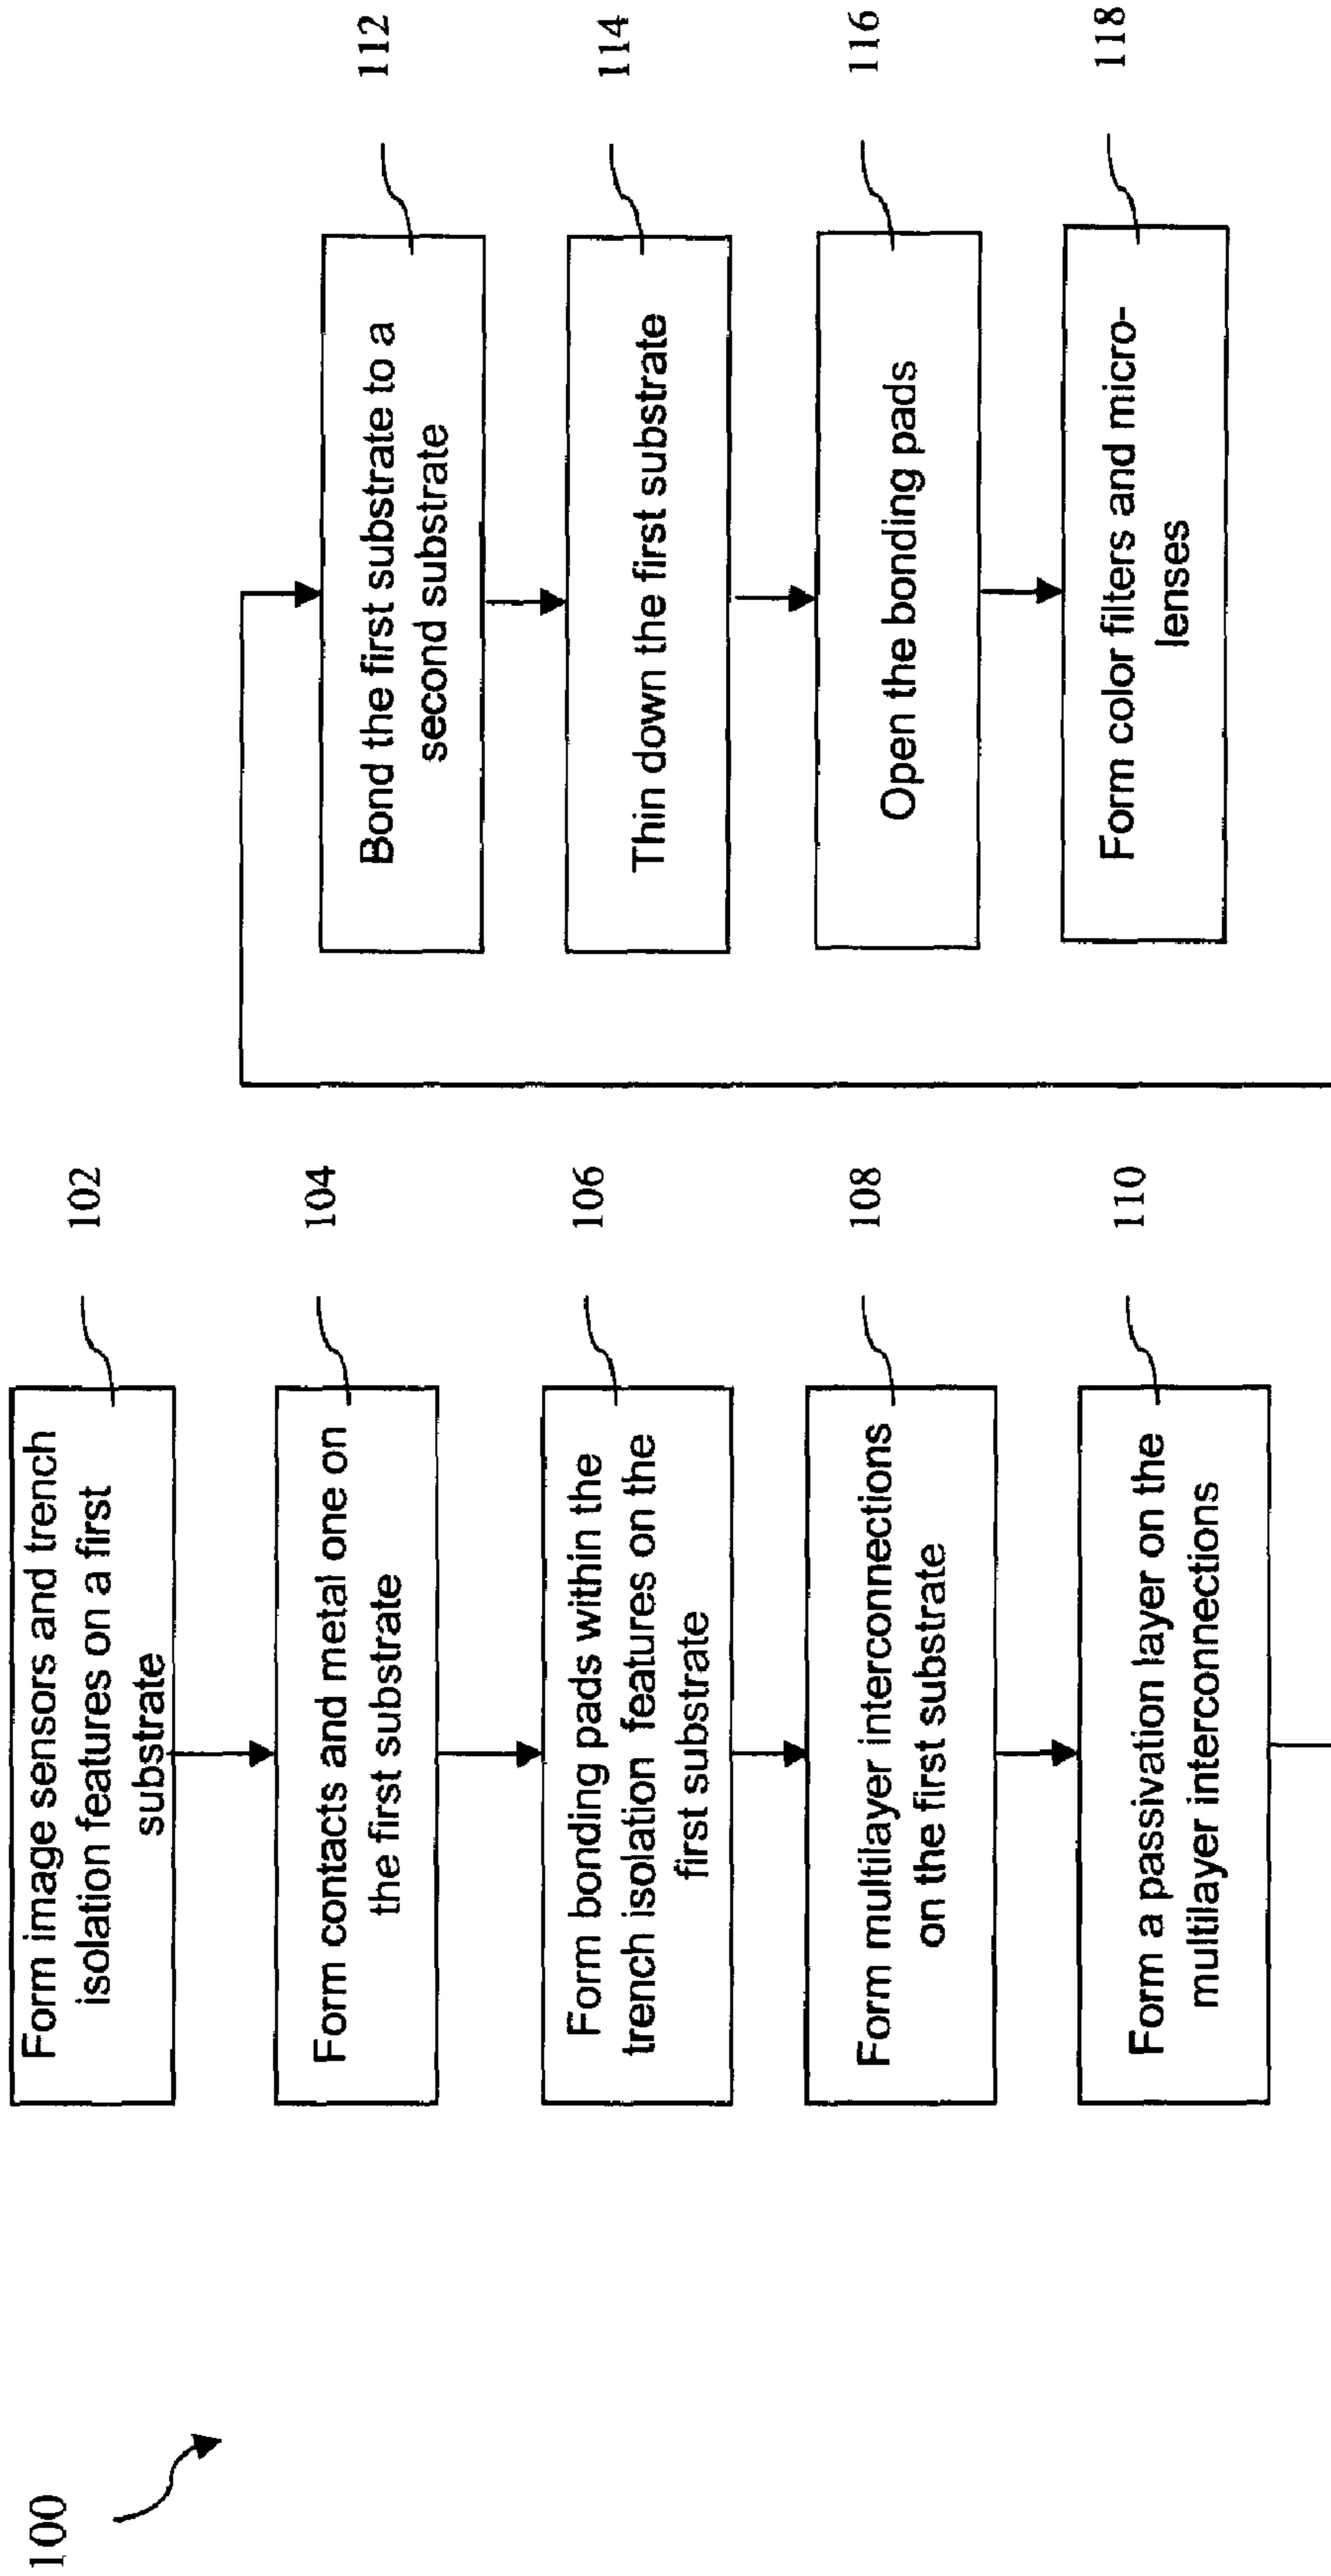 100
Form image sensors and trench
isolation features on a first
substrate
102
Form contacts and metal one on
the first substrate
104
Form bonding pads within the
trench isolation features on the
first substrate
106
Form multilayer interconnections
on the first substrate
108
Form a passivation layer on the
multilayer interconnections
110
Bond the first substrate to a
second substrate
112
Thin down the first substrate
114
Open the bonding pads
116
Form color filters and micro-
lenses
118